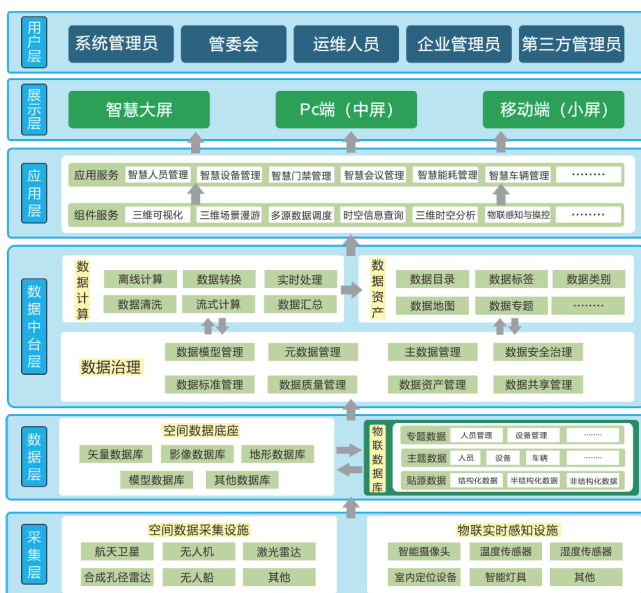 用户层
系统管理员 管委会 运维人员 企业管理员 第三方管理员
展示层
智慧大屏 Pc端（中屏） 移动端（小屏）
应用层
应用服务 智慧人员管理 智慧设备管理 智慧门禁管理 智慧会议管理 智慧能耗管理 智慧车辆管理 ········
组件服务 三维可视化 三维场景漫游 多源数据调度 时空信息查询 三维时空分析 物联感知与操控 ········
数据中台层
数据计算
离线计算 数据转换 实时处理
数据清洗 流式计算 数据汇总
数据资产
数据目录 数据标签 数据类别
数据地图 数据专题 ········
数据治理
数据模型管理 元数据管理 主数据管理 数据安全治理
数据标准管理 数据质量管理 数据资产管理 数据共享管理
数据层
空间数据底座
矢量数据库 影像数据库 地形数据库
模型数据库 其他数据库
物联数据库
专题数据 人员管理 设备管理 ········
主题数据 人员 设备 车辆 ········
贴源数据 结构化数据 半结构化数据 非结构化数据
采集层
空间数据采集设施
航天卫星 无人机 激光雷达
合成孔径雷达 无人船 其他
物联实时感知设施
智能摄像头 温度传感器 湿度传感器
室内定位设备 智能灯具 其他